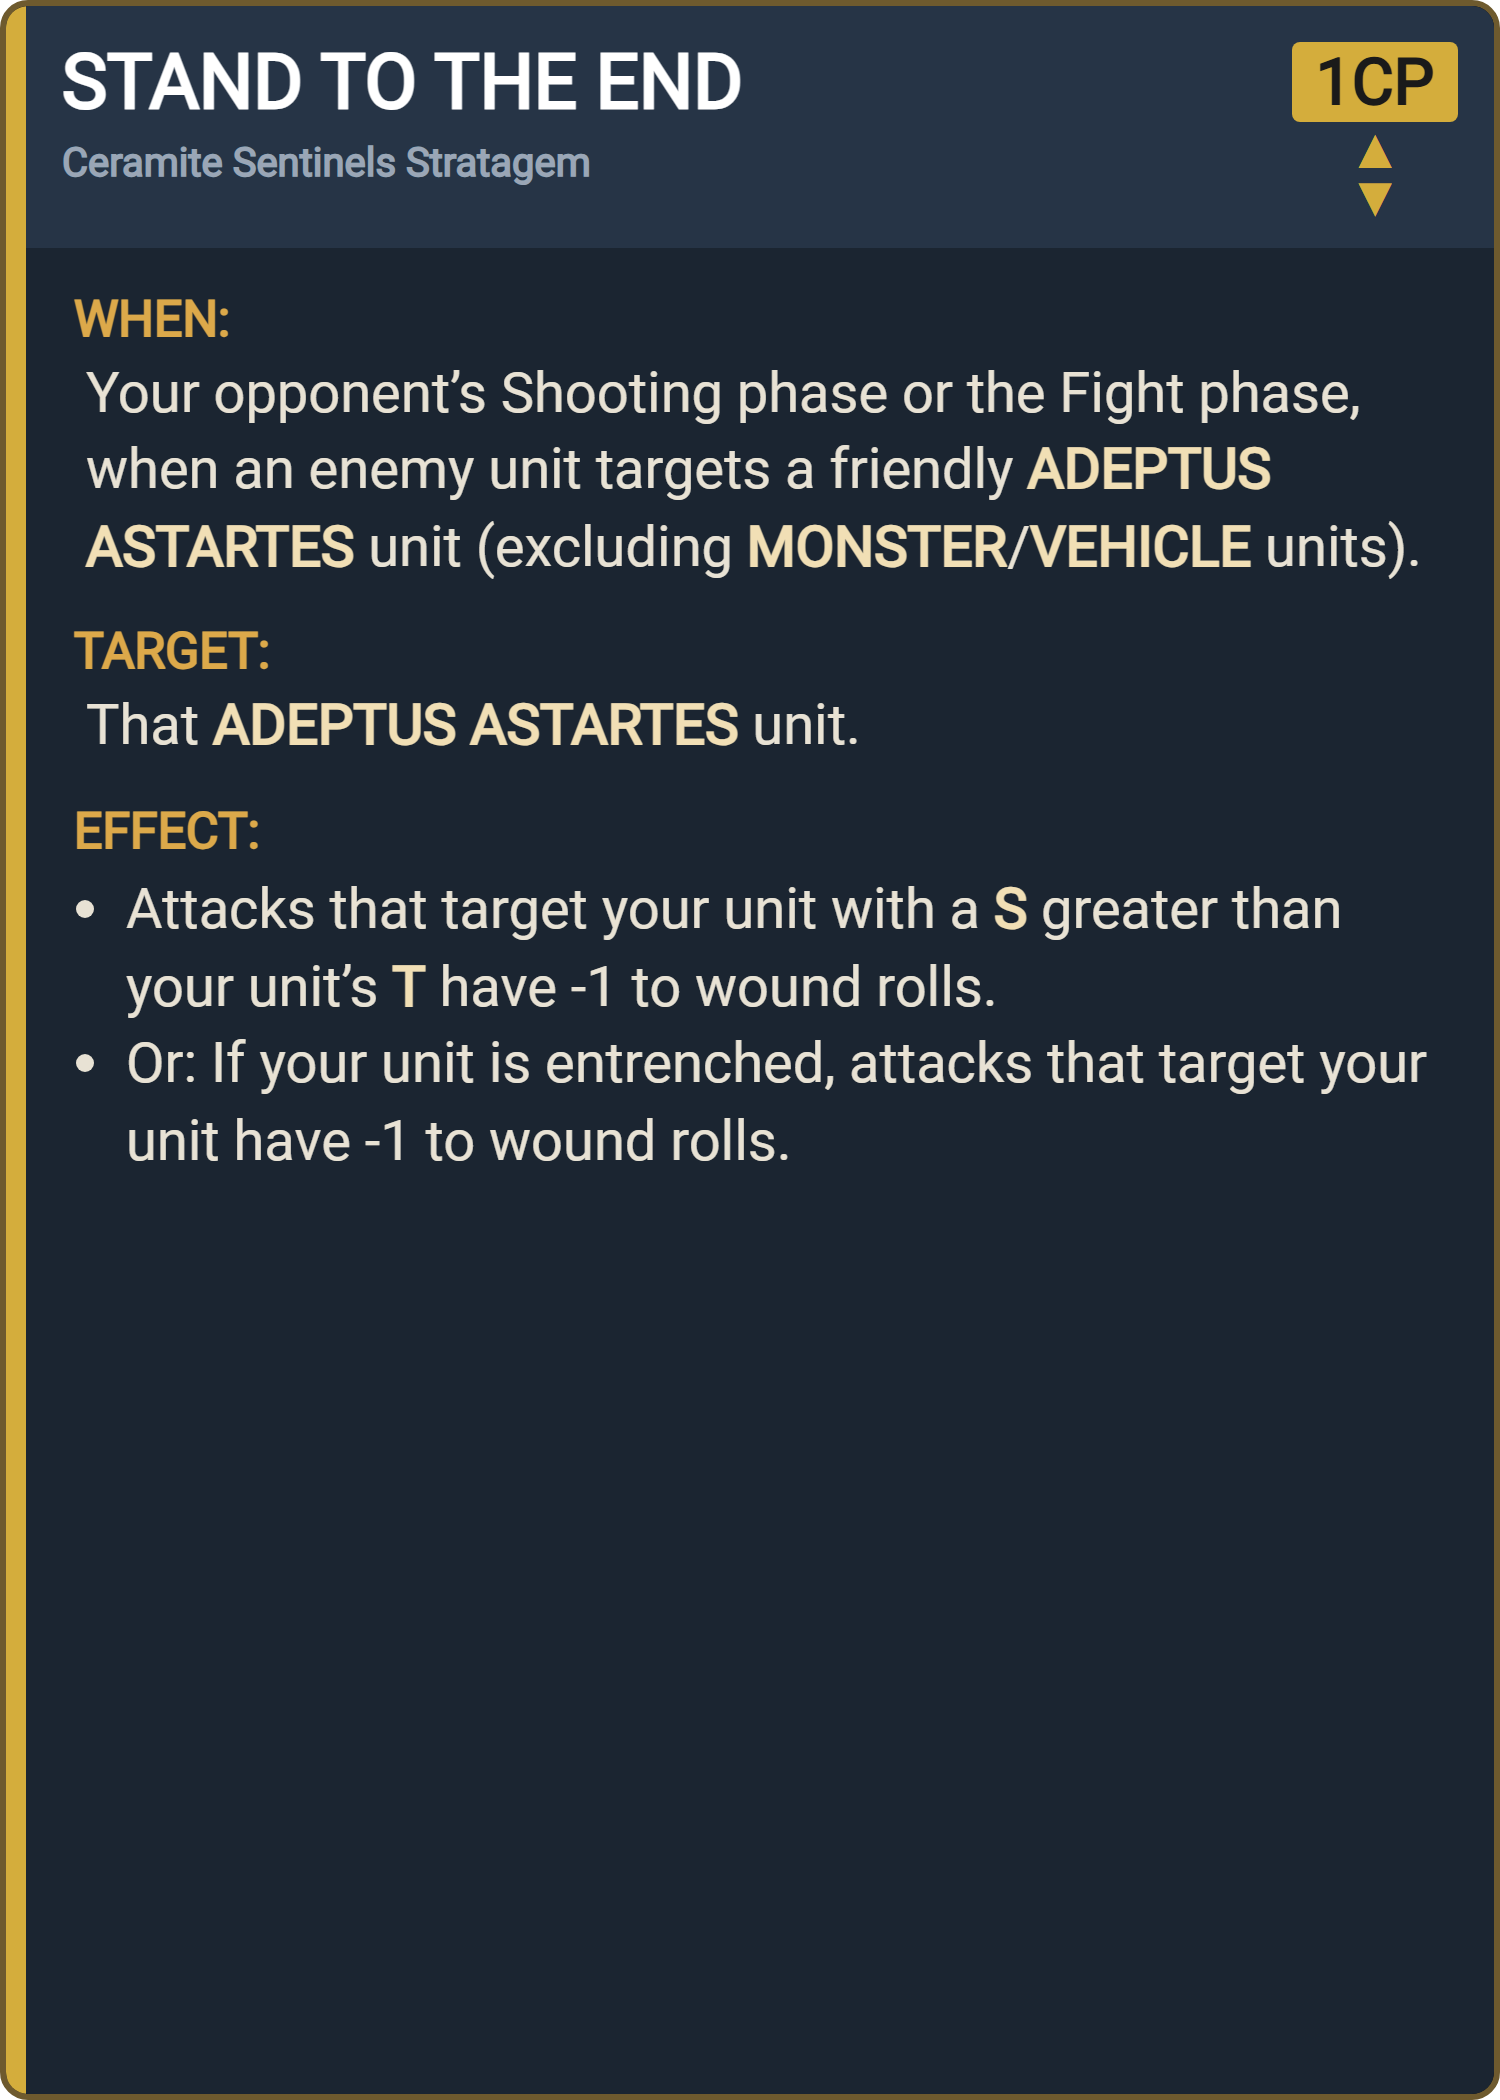 STAND TO THE END
1CP
Ceramite Sentinels Stratagem
▲
▼
WHEN:
Your opponent’s Shooting phase or the Fight phase,
when an enemy unit targets a friendly ADEPTUS
ASTARTES unit (excluding MONSTER/VEHICLE units).
TARGET:
That ADEPTUS ASTARTES unit.
EFFECT:
• Attacks that target your unit with a S greater than
your unit’s T have -1 to wound rolls.
• Or: If your unit is entrenched, attacks that target your
unit have -1 to wound rolls.